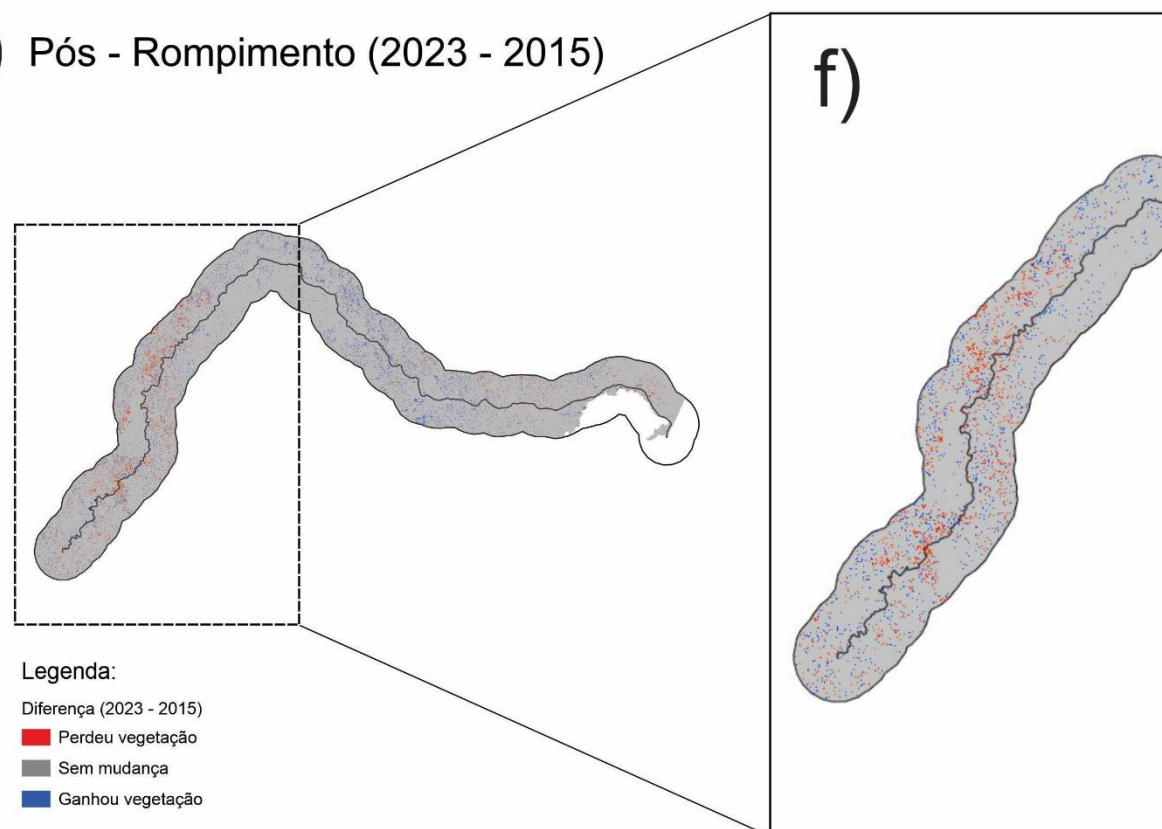 ) Pós - Rompimento (2023 - 2015)
f)
Legenda:
Diferença (2023 - 2015)
Perdeu vegetação
Sem mudança
Ganhou vegetação